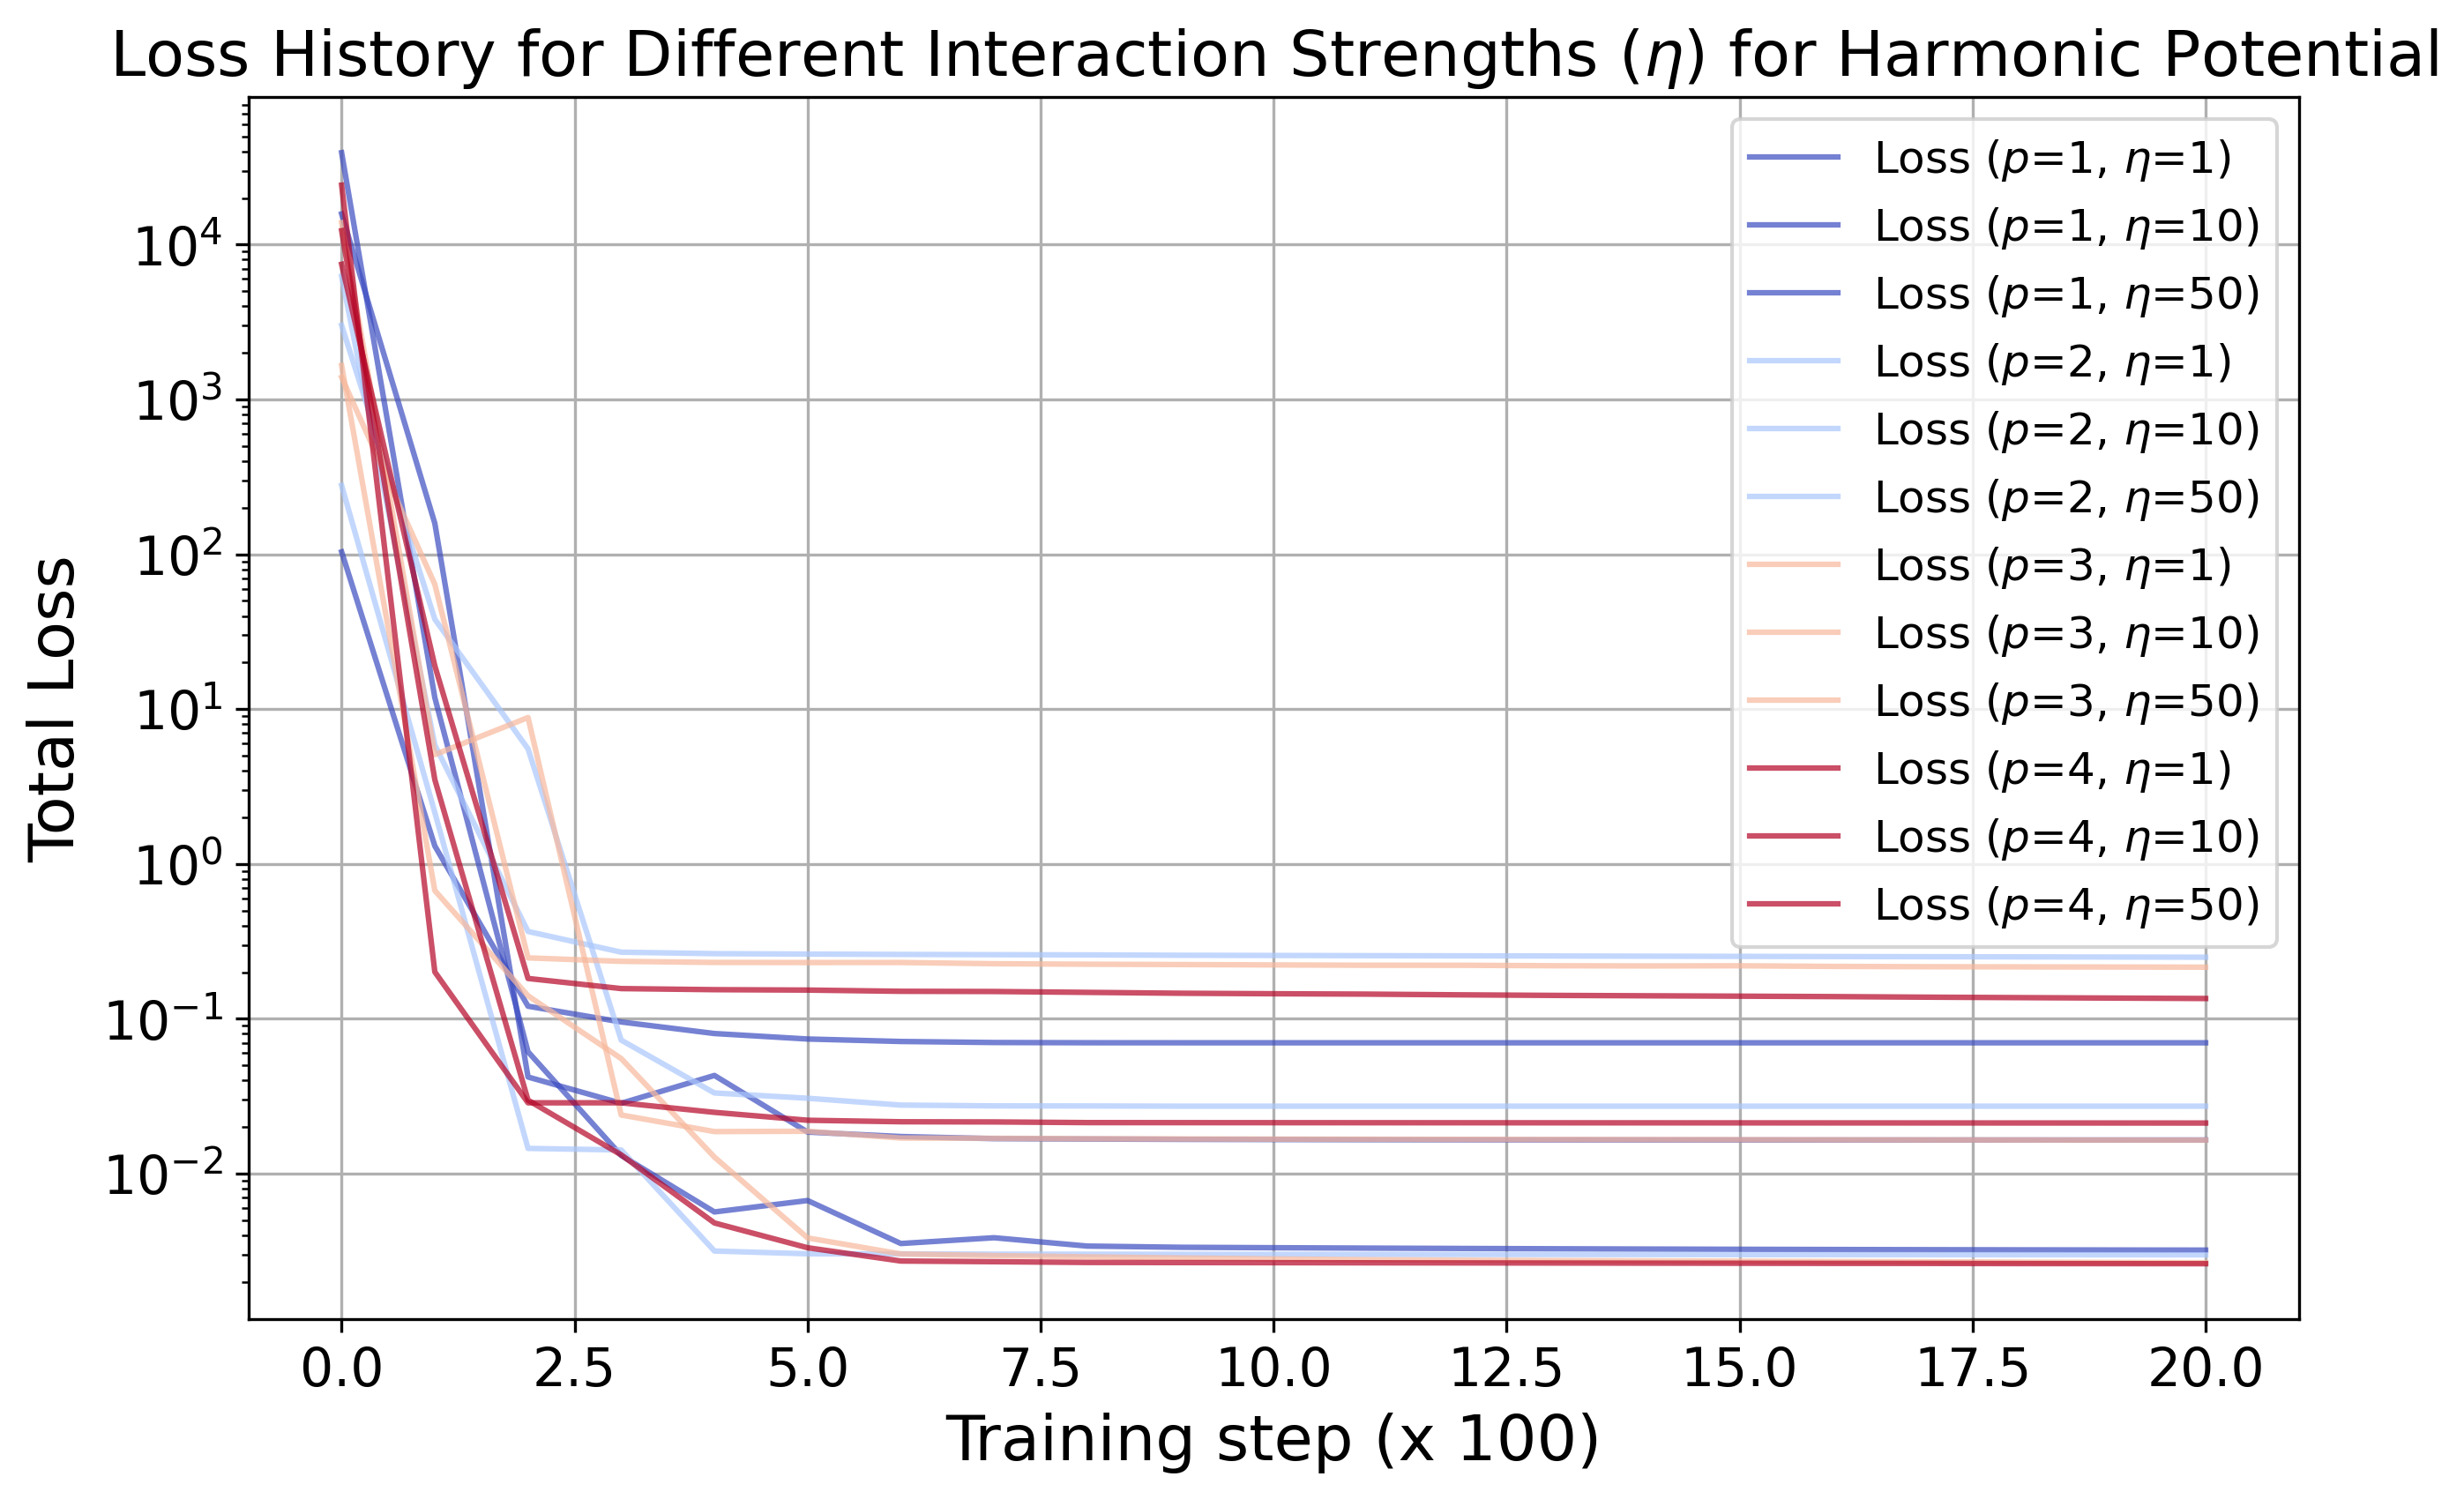 Loss History for Different Interaction Strengths (η) for Harmonic Potential
Total Loss
10⁴
10³
10²
10¹
10⁰
10⁻¹
10⁻²
Loss (p=1, η=1)
Loss (p=1, η=10)
Loss (p=1, η=50)
Loss (p=2, η=1)
Loss (p=2, η=10)
Loss (p=2, η=50)
Loss (p=3, η=1)
Loss (p=3, η=10)
Loss (p=3, η=50)
Loss (p=4, η=1)
Loss (p=4, η=10)
Loss (p=4, η=50)
0.0 2.5 5.0 7.5 10.0 12.5 15.0 17.5 20.0
Training step (x 100)